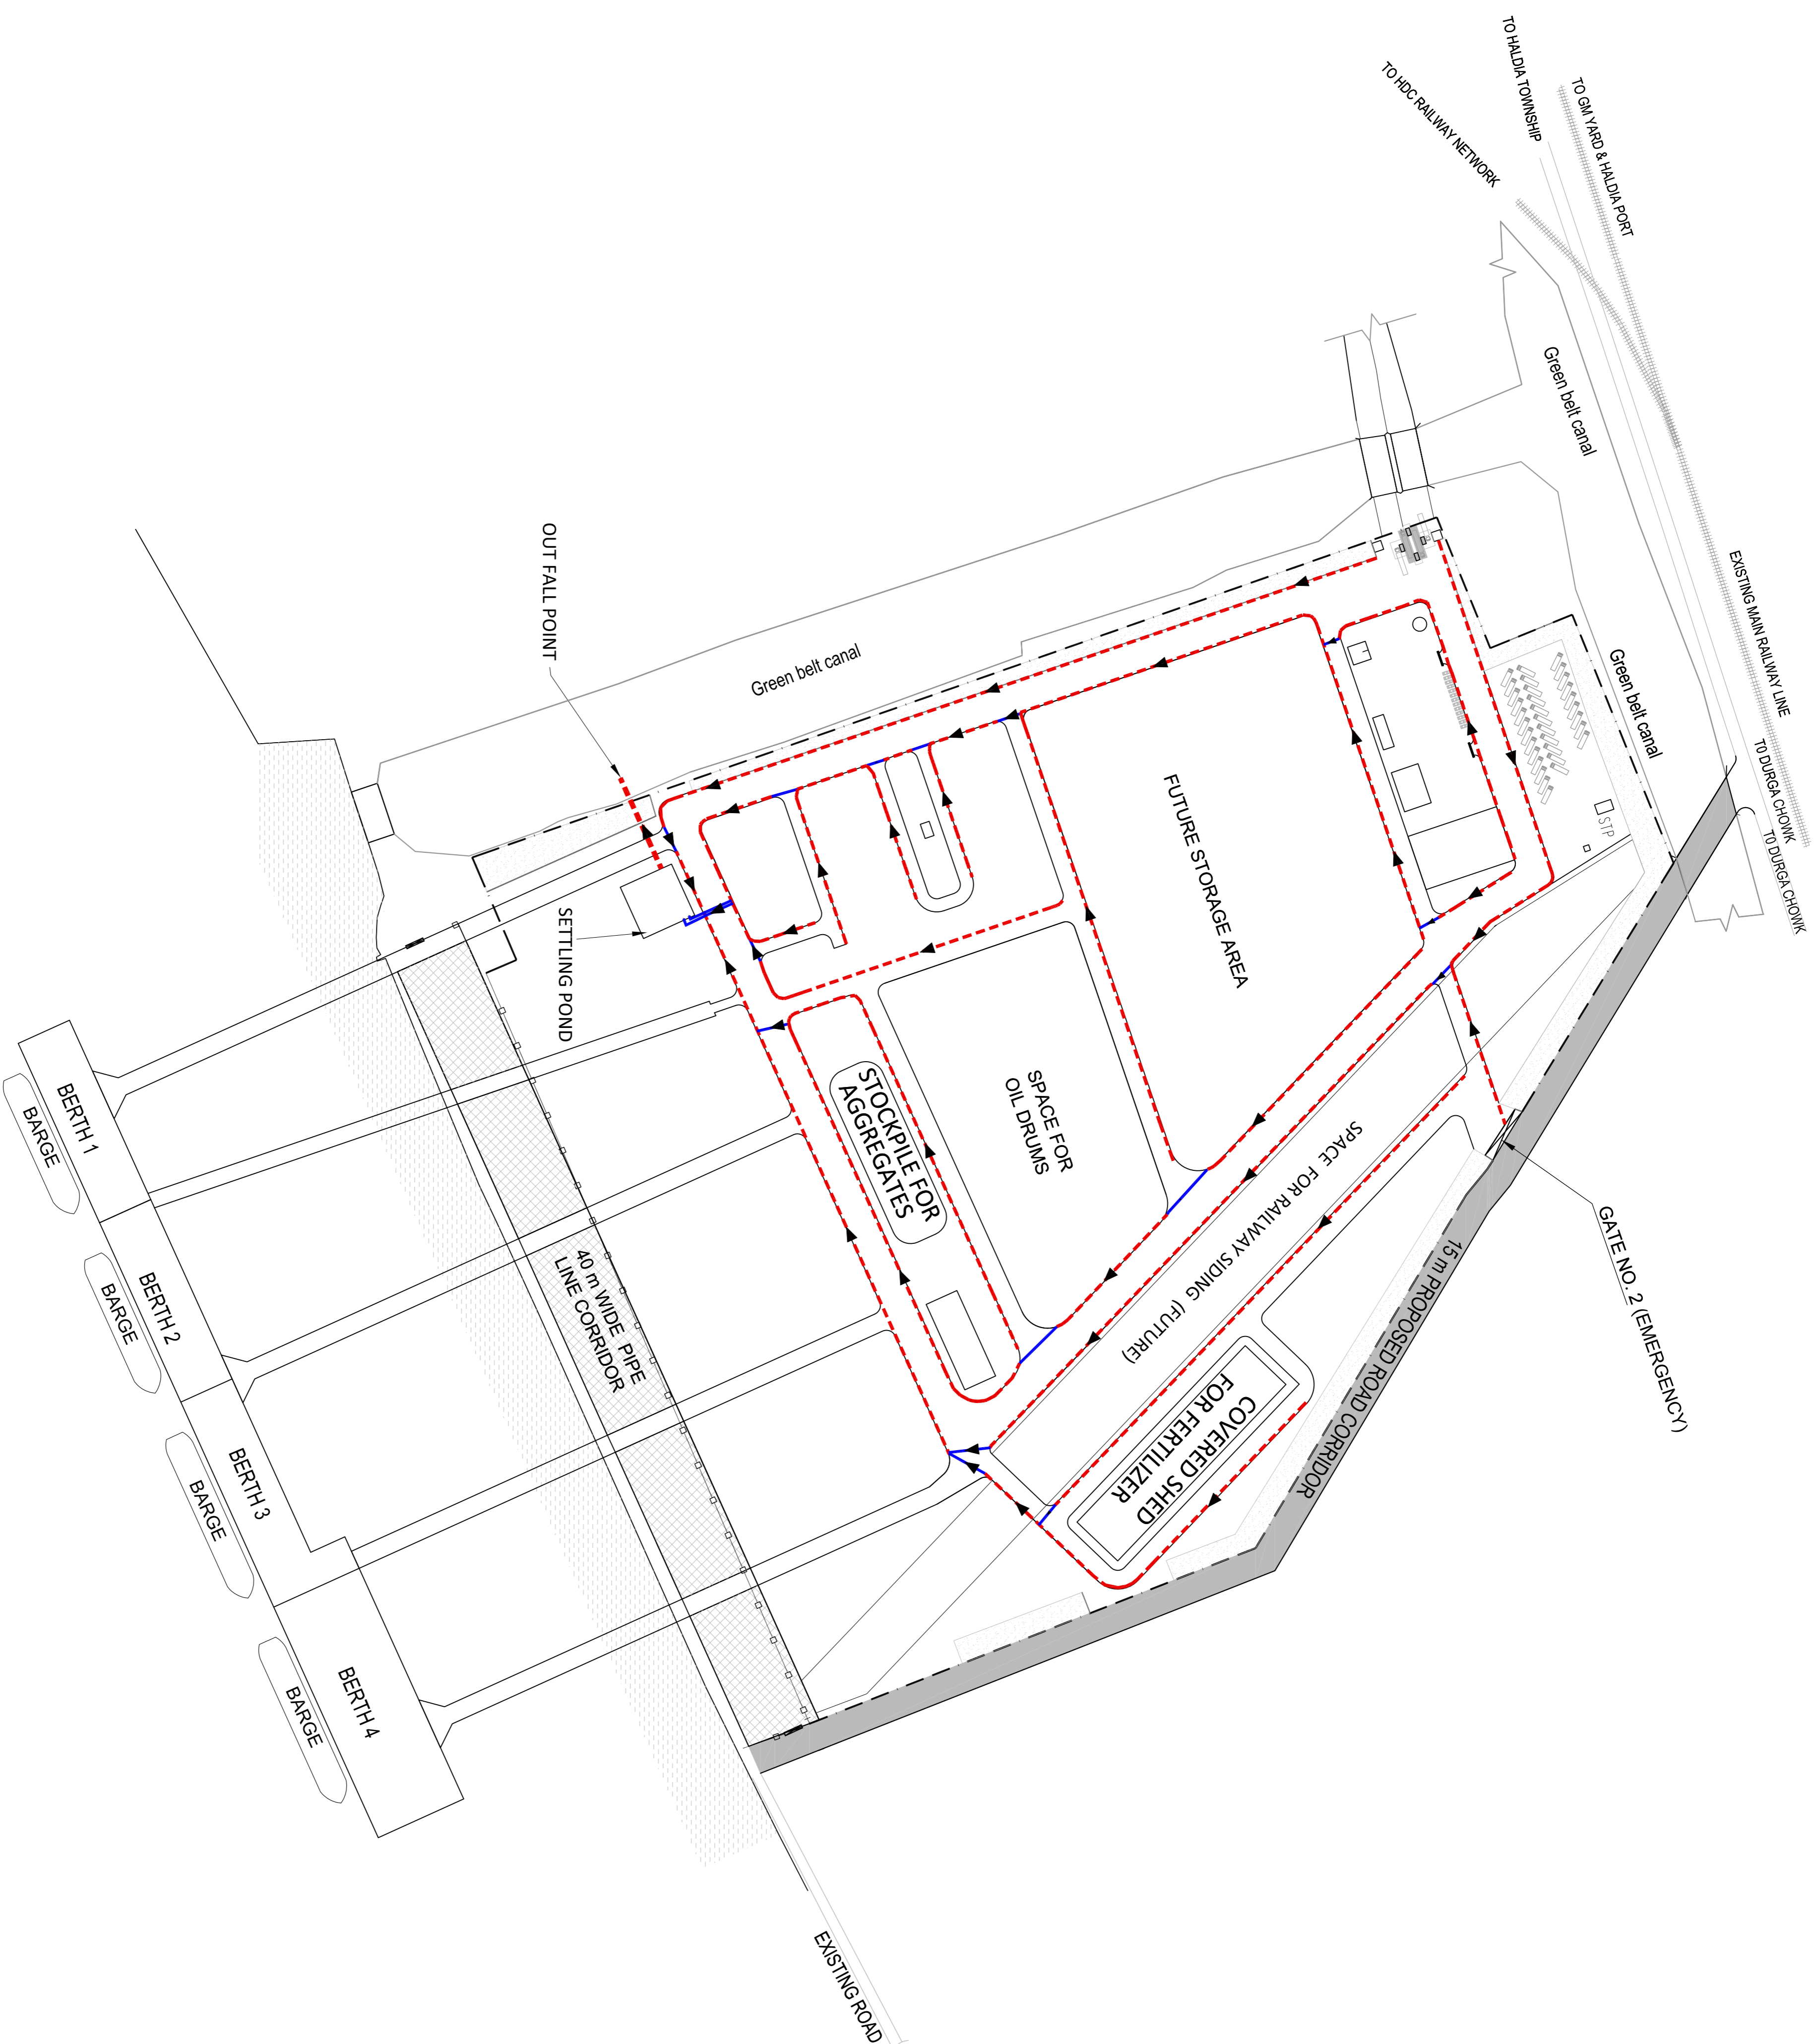 TO HALDIA TOWNSHIP
TO HDC RAILWAY NETWORK
TO GM YARD & HALDIA PORT
Green belt canal
EXISTING MAIN RAILWAY LINE
Green belt canal
TO DURGA CHOWK
TO DURGA CHOWK
STP
OUT FALL POINT
Green belt canal
FUTURE STORAGE AREA
SETTLING POND
SPACE FOR
OIL DRUMS
STOCKPILE FOR
AGGREGATES
SPACE FOR RAILWAY SIDING (FUTURE)
GATE NO. 2 (EMERGENCY)
15 m PROPOSED ROAD CORRIDOR
COVERED SHED
FOR FERTILIZER
40 m WIDE PIPE
LINE CORRIDOR
BERTH 1
BARGE
BERTH 2
BARGE
BERTH 3
BARGE
BERTH 4
BARGE
EXISTING ROAD